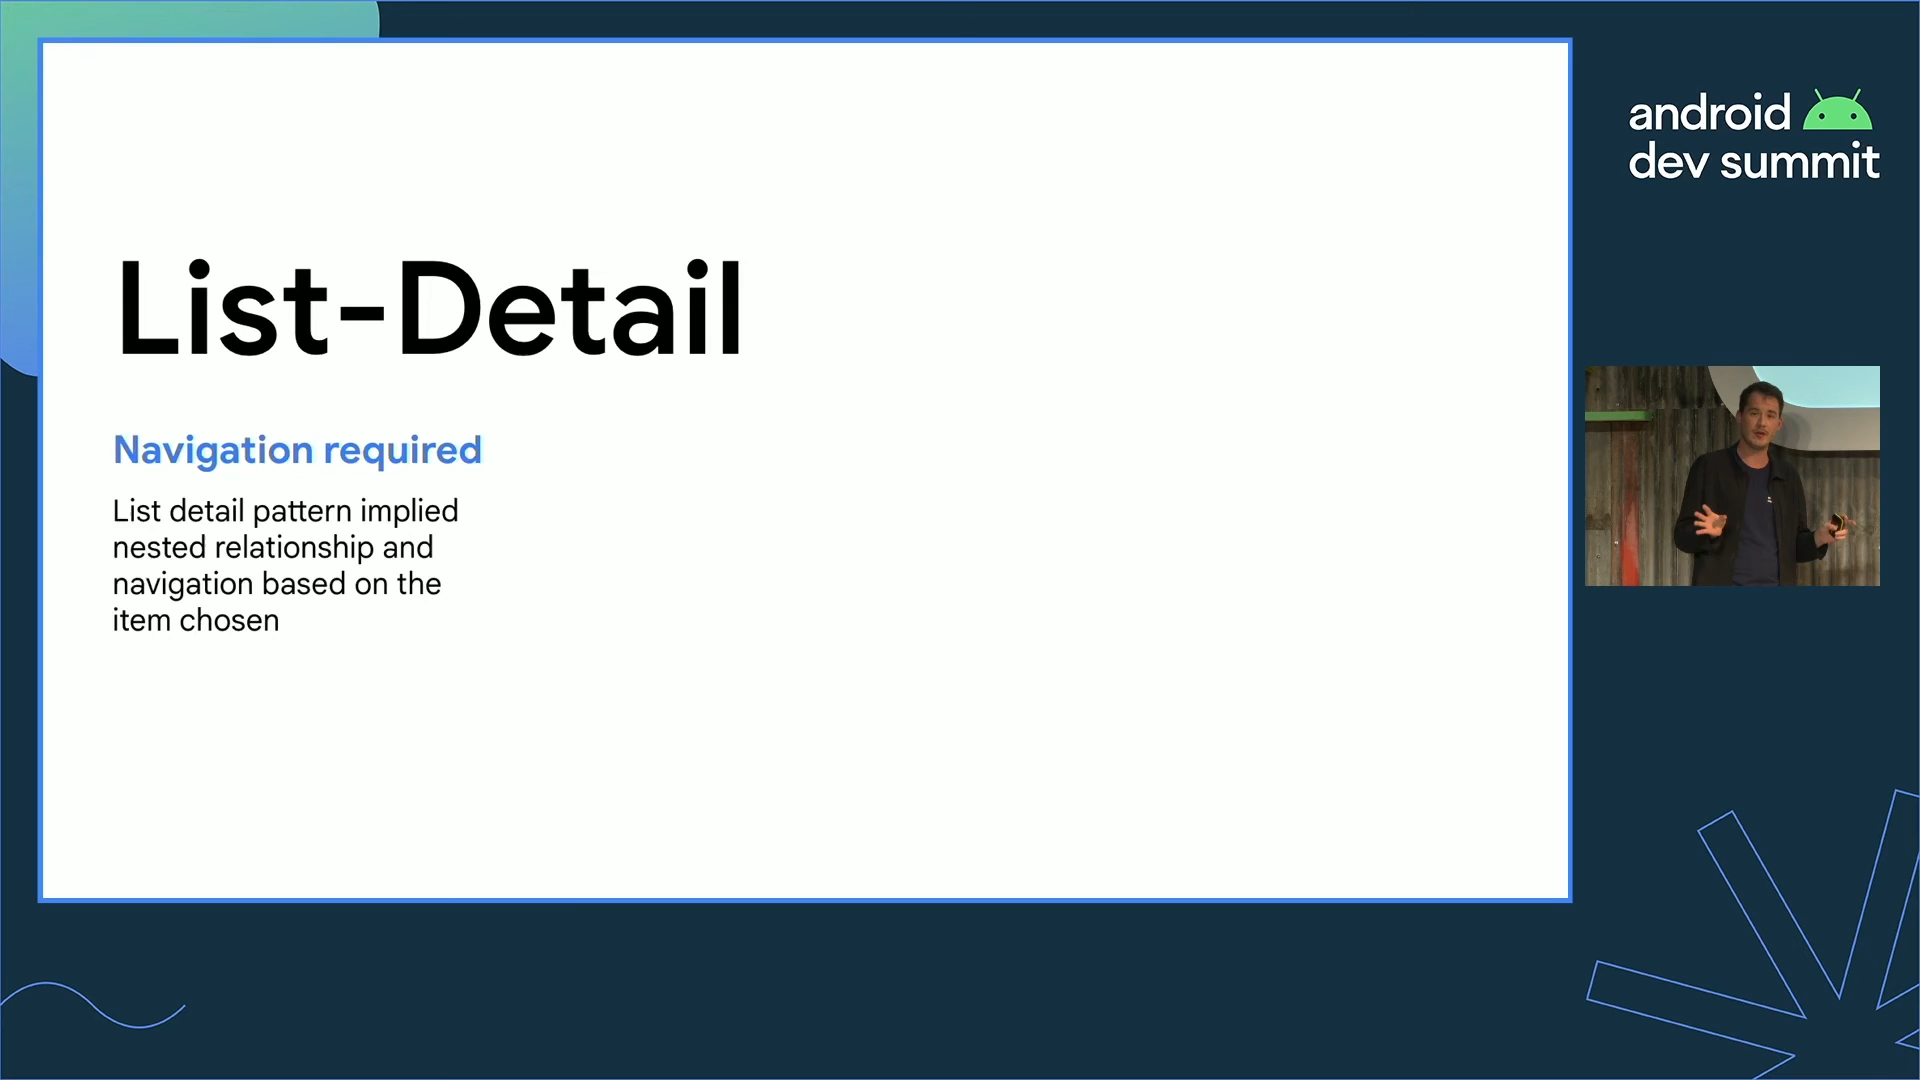 List-Detail
Navigation required
List detail pattern implied
nested relationship and
navigation based on the
item chosen
android
dev summit